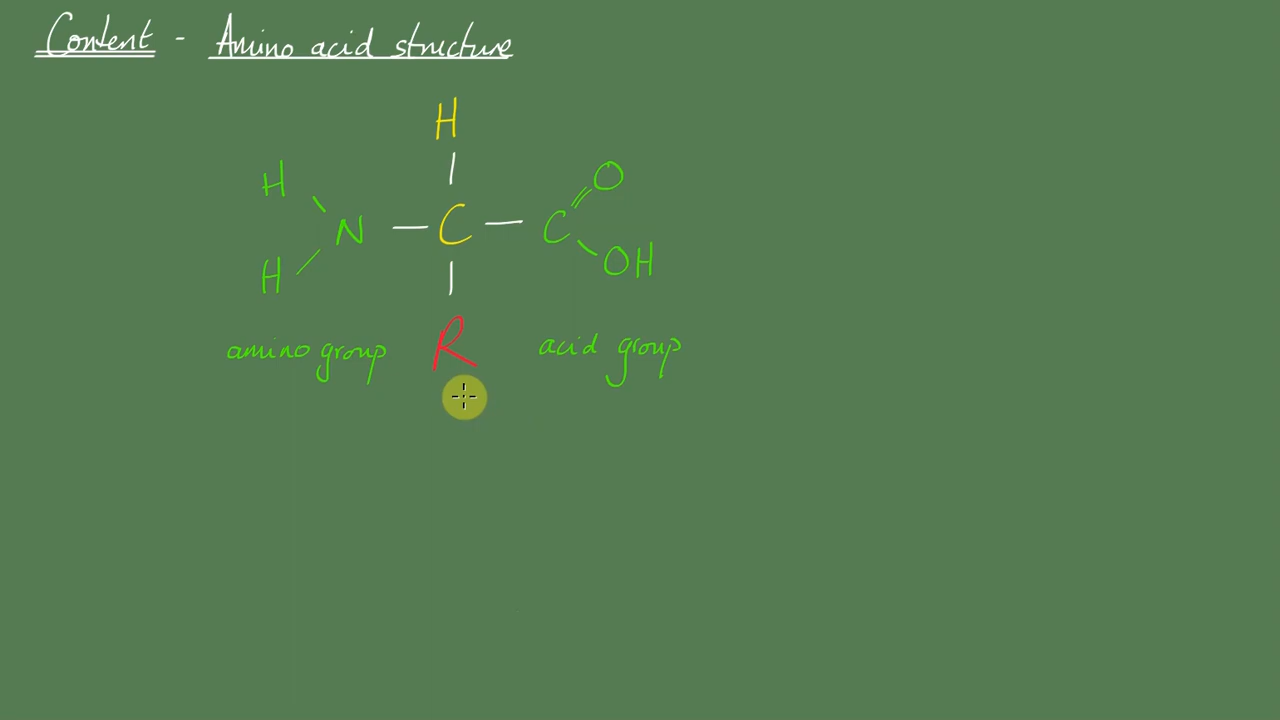 Content - Amino acid structure
H
H
O
N - C - C
H
OH
R
amino group
acid group